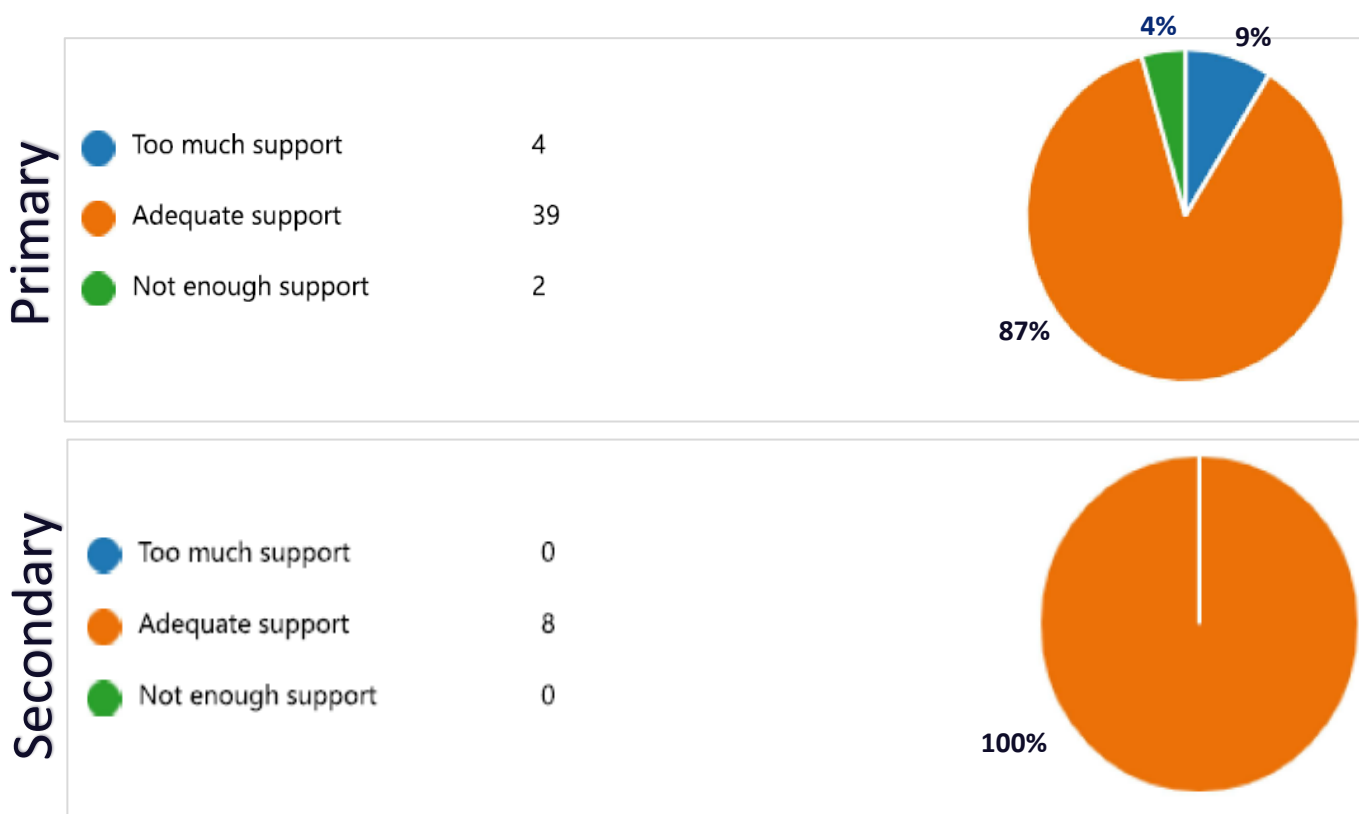 4% 9%
Primary
Too much support 4
Adequate support 39
Not enough support 2
87%
Secondary
Too much support 0
Adequate support 8
Not enough support 0
100%